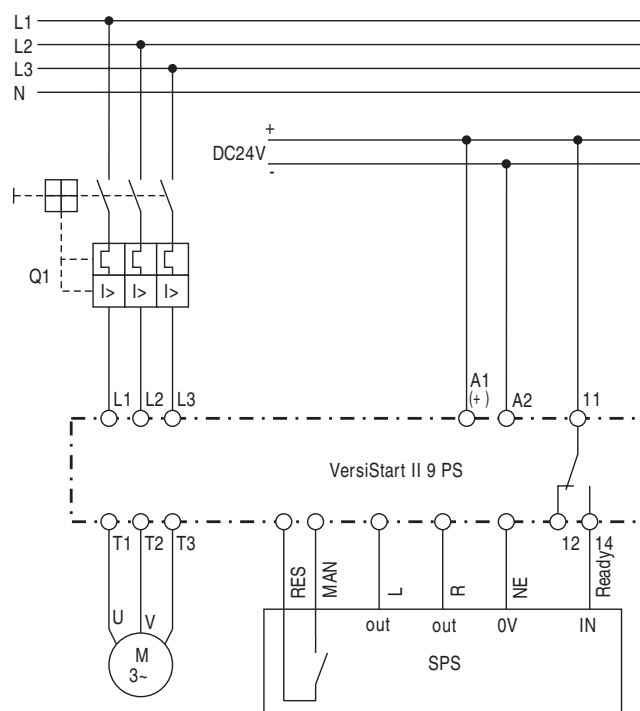 L1
L2
L3
N
+
DC24V
-
Q1
I> I> I>
L1 L2 L3 A1 (+) A2 11
VersiStart II 9 PS
T1 T2 T3 12 14
RES MAN L R NE Ready
U V
out out 0V IN
M
3~
SPS